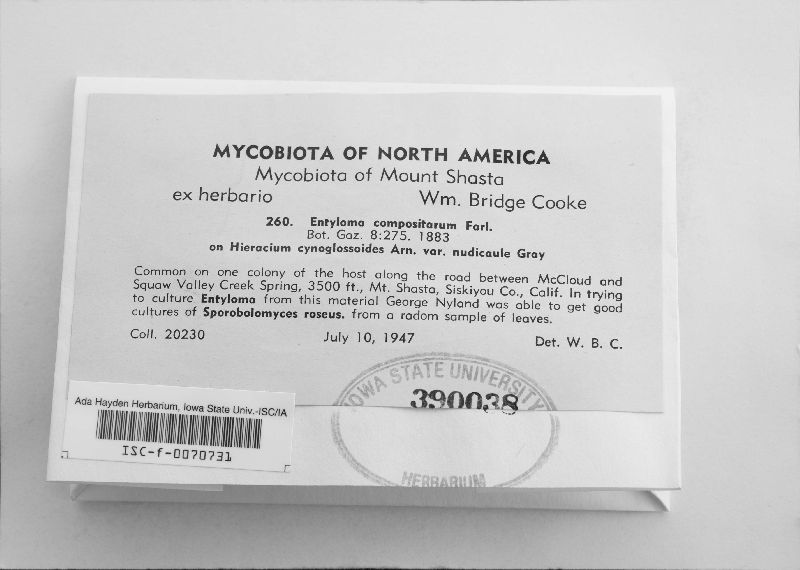 MYCOBIOTA OF NORTH AMERICA
Mycobiota of Mount Shasta
ex herbario Wm. Bridge Cooke
260. Entyloma compositarum Farl.
Bot. Gaz. 8:275. 1883
on Hieracium cynoglossoides Arn. var. nudicaule Gray
Common on one colony of the host along the road between McCloud and
Squaw Valley Creek Spring, 3500 ft., Mt. Shasta, Siskiyou Co., Calif. In trying
to culture Entyloma from this material George Nyland was able to get good
cultures of Sporobolomyces roseus. from a radom sample of leaves.
Coll. 20230 July 10, 1947 Det. W. B. C.
IOWA STATE UNIVERSITY
390038
HERBARIUM
Ada Hayden Herbarium, Iowa State Univ.-ISC/IA
ISC-f-0070731